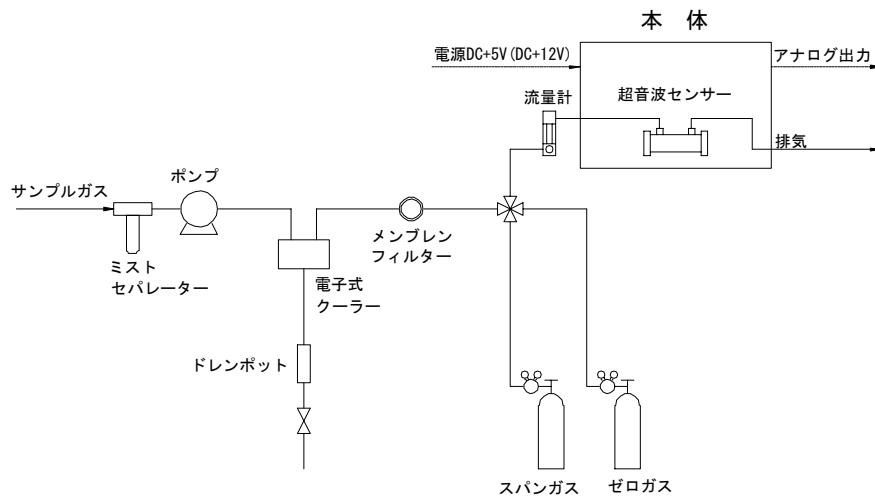 本 体
電源DC+5V(DC+12V)
アナログ出力
流量計
超音波センサー
排気
サンプルガス
ポンプ
ミスト
セパレーター
メンブレン
フィルター
電子式
クーラー
ドレンポット
スパンガス
ゼロガス